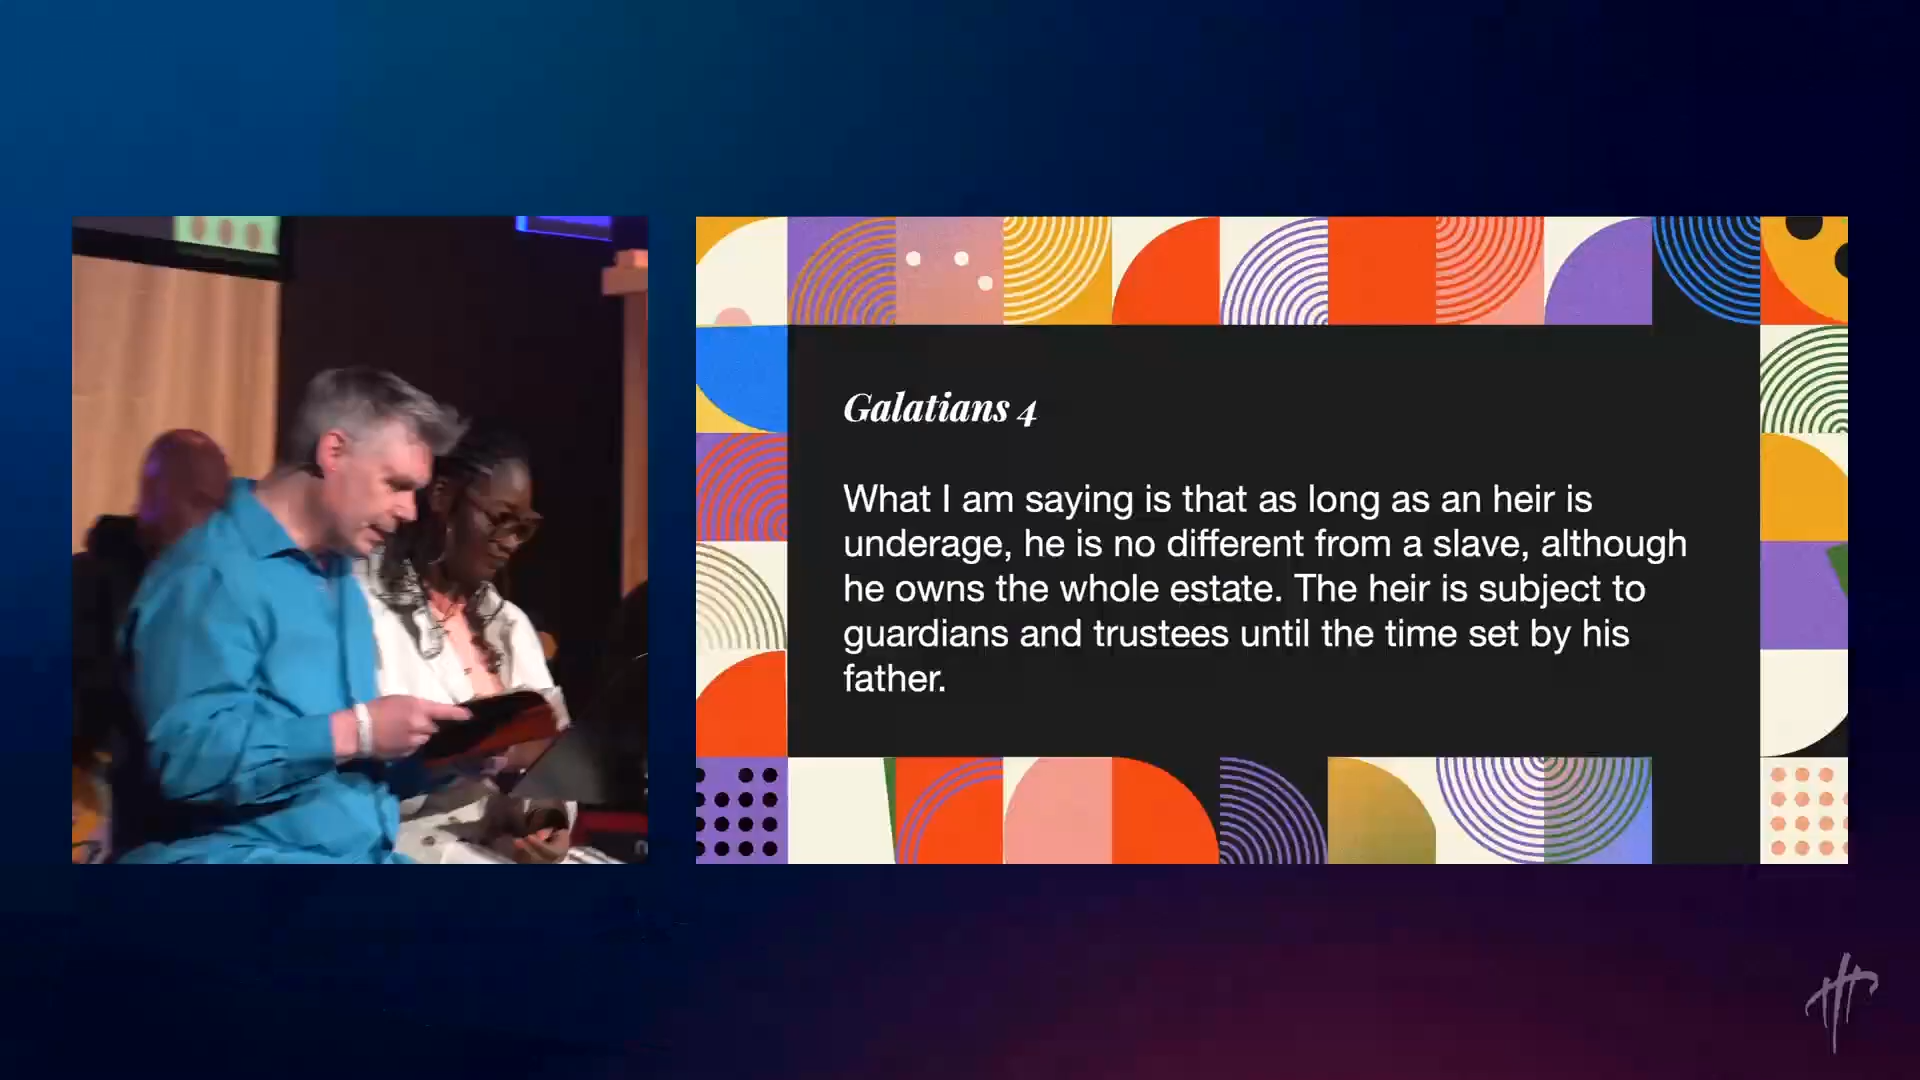 Galatians 4
What I am saying is that as long as an heir is
underage, he is no different from a slave, although
he owns the whole estate. The heir is subject to
guardians and trustees until the time set by his
father.